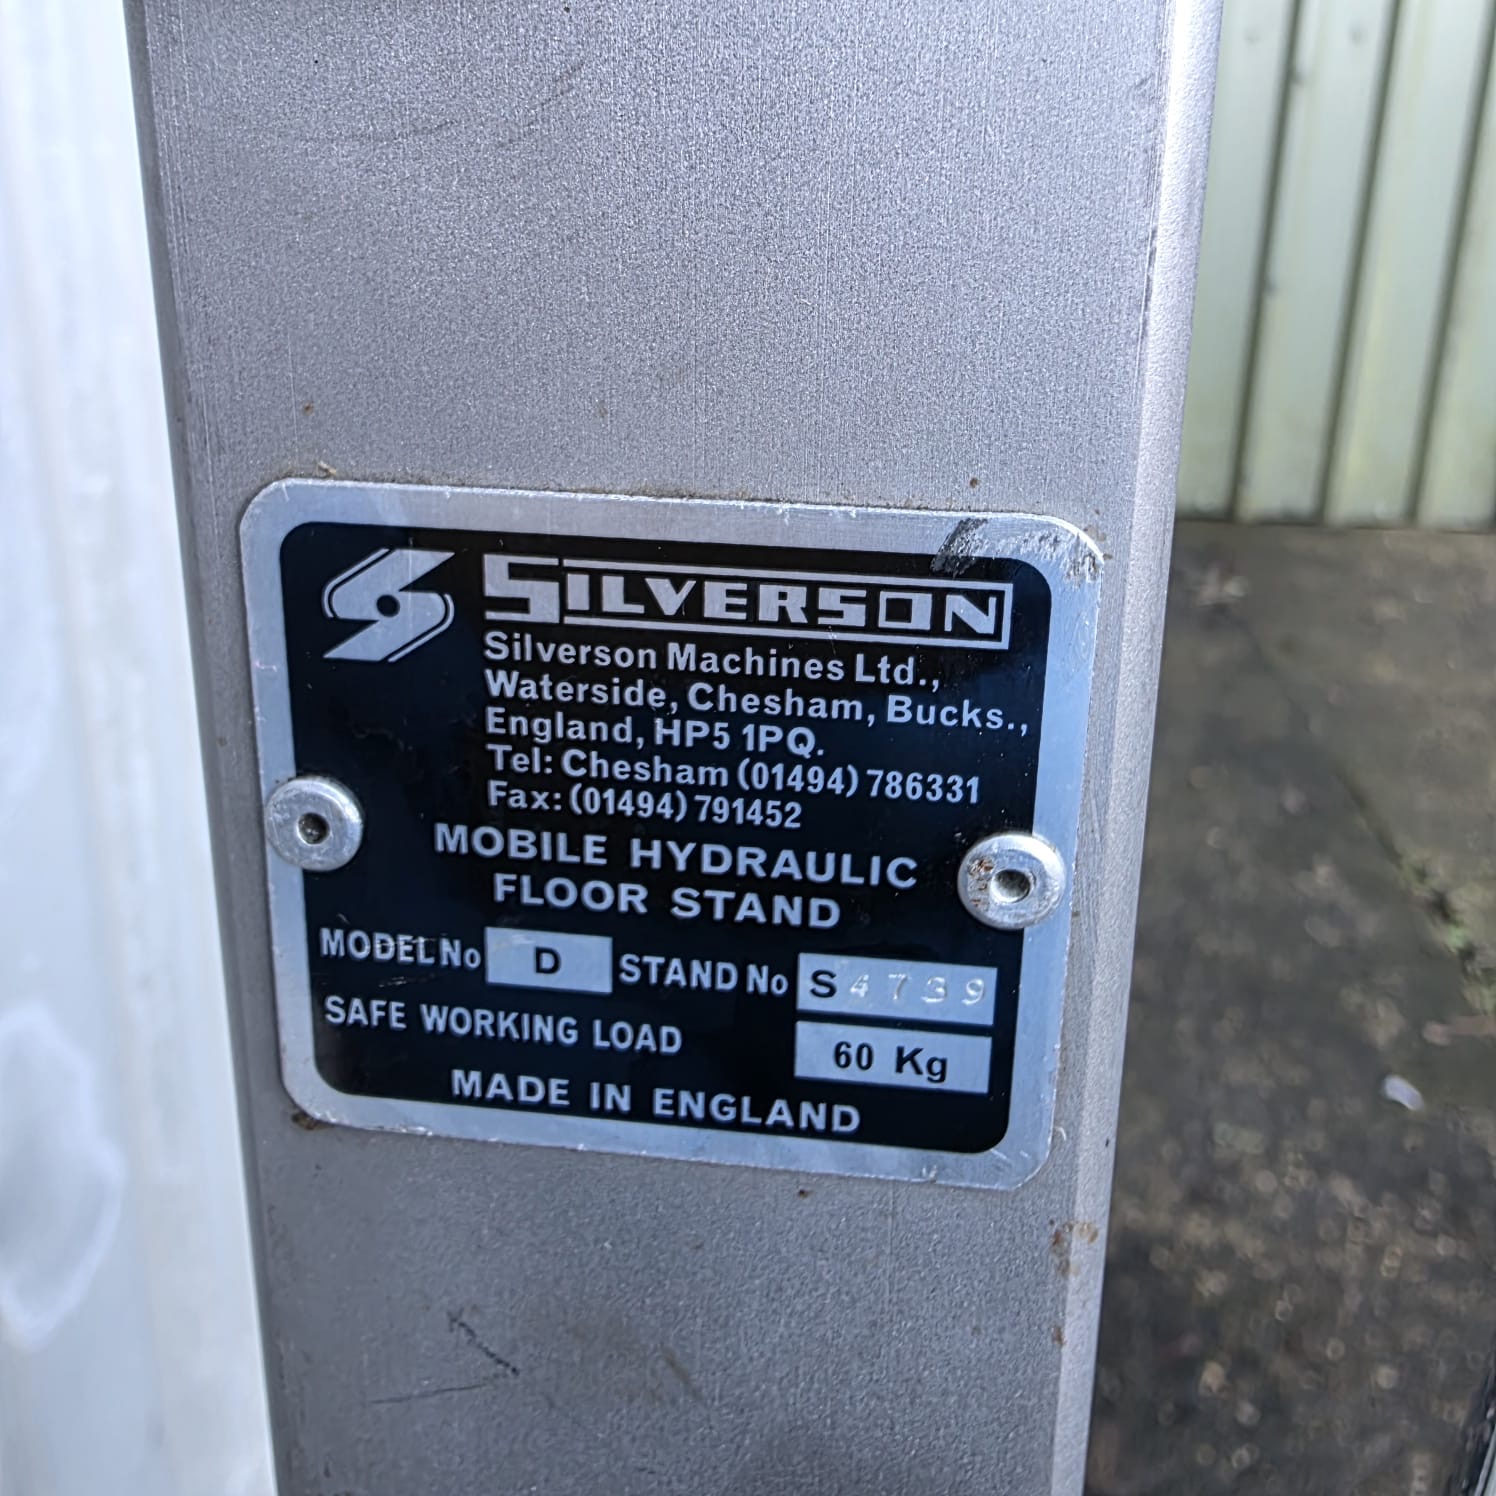 SILVERSON
Silverson Machines Ltd.,
Waterside, Chesham, Bucks.,
England, HP5 1PQ.
Tel: Chesham (01494) 786331
Fax: (01494) 791452
MOBILE HYDRAULIC
FLOOR STAND
MODEL No D STAND No S 4739
SAFE WORKING LOAD 60 Kg
MADE IN ENGLAND